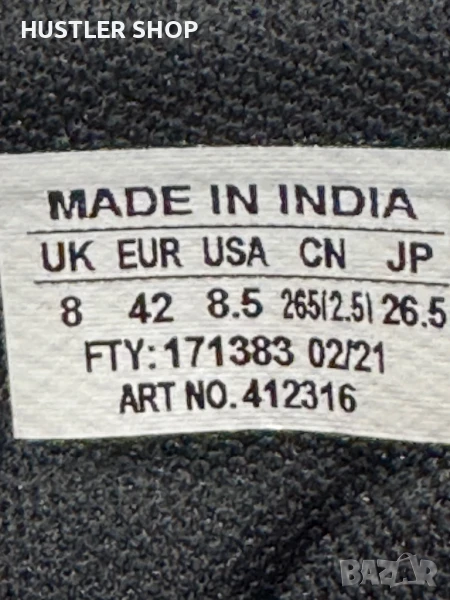 HUSTLER SHOP
MADE IN INDIA
UK EUR USA CN JP
8 42 8.5 265(2.5) 26.5
FTY: 171383 02/21
ART NO. 412316
BAZAR